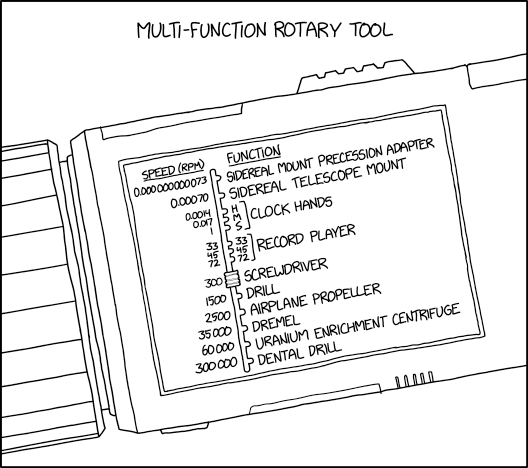 MULTI-FUNCTION ROTARY TOOL
SPEED (RPM) FUNCTION
0.000000000073 SIDEREAL MOUNT PRECESSION ADAPTER
0.00070 SIDEREAL TELESCOPE MOUNT
0.0014 H
0.017 M CLOCK HANDS
1 S
33 33
45 45 RECORD PLAYER
72 72
300 SCREWDRIVER
1500 DRILL
2500 AIRPLANE PROPELLER
35000 DREMEL
60000 URANIUM ENRICHMENT CENTRIFUGE
300000 DENTAL DRILL